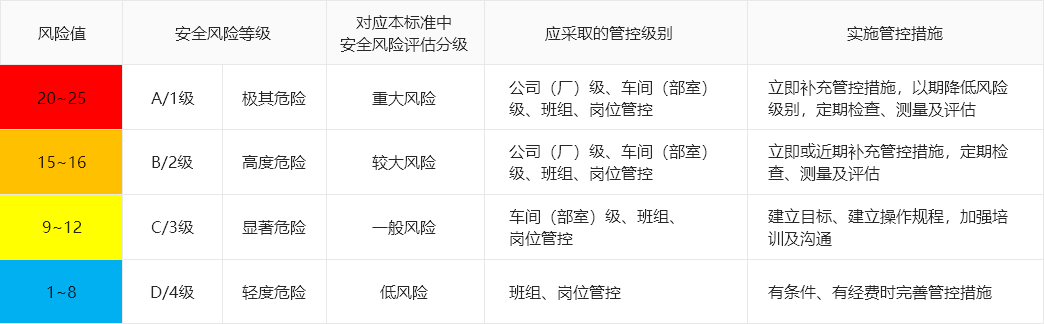 风险值
安全风险等级
对应本标准中
安全风险评估分级
应采取的管控级别
实施管控措施
20~25
A/1级
极其危险
重大风险
公司（厂）级、车间（部室）
级、班组、岗位管控
立即补充管控措施，以期降低风险
级别，定期检查、测量及评估
15~16
B/2级
高度危险
较大风险
公司（厂）级、车间（部室）
级、班组、岗位管控
立即或近期补充管控措施，定期检
查、测量及评估
9~12
C/3级
显著危险
一般风险
车间（部室）级、班组、
岗位管控
建立目标、建立操作规程，加强培
训及沟通
1~8
D/4级
轻度危险
低风险
班组、岗位管控
有条件、有经费时完善管控措施